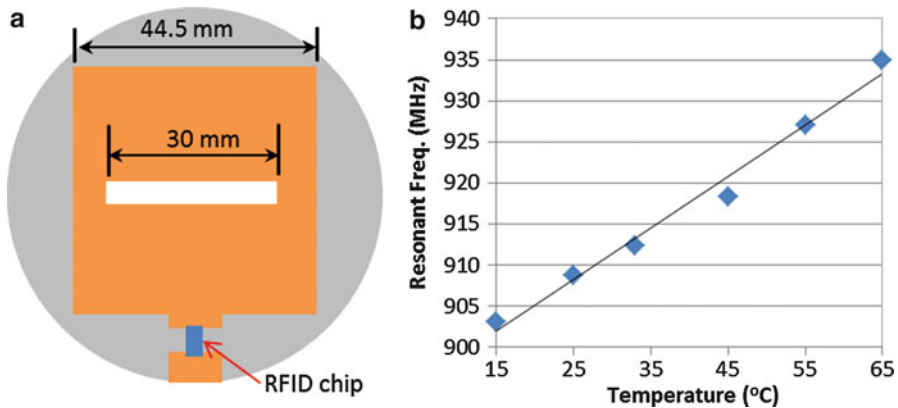 a
44.5 mm
30 mm
RFID chip
b
Resonant Freq. (MHz)
940
935
930
925
920
915
910
905
900
15 25 35 45 55 65
Temperature (ºC)